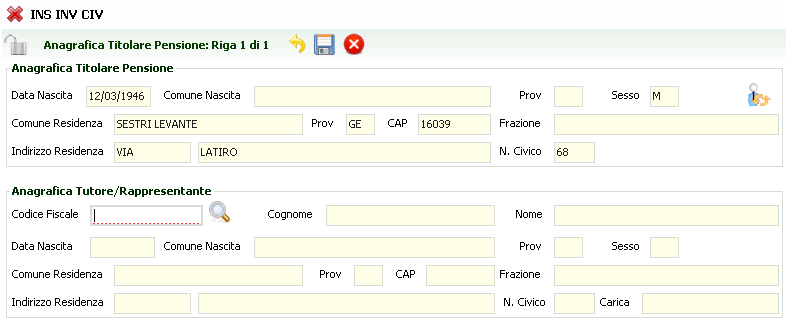 INS INV CIV
Anagrafica Titolare Pensione: Riga 1 di 1
Anagrafica Titolare Pensione
Data Nascita 12/03/1946 Comune Nascita Prov Sesso M
Comune Residenza SESTRI LEVANTE Prov GE CAP 16039 Frazione
Indirizzo Residenza VIA LATIRO N. Civico 68
Anagrafica Tutore/Rappresentante
Codice Fiscale Cognome Nome
Data Nascita Comune Nascita Prov Sesso
Comune Residenza Prov CAP Frazione
Indirizzo Residenza N. Civico Carica